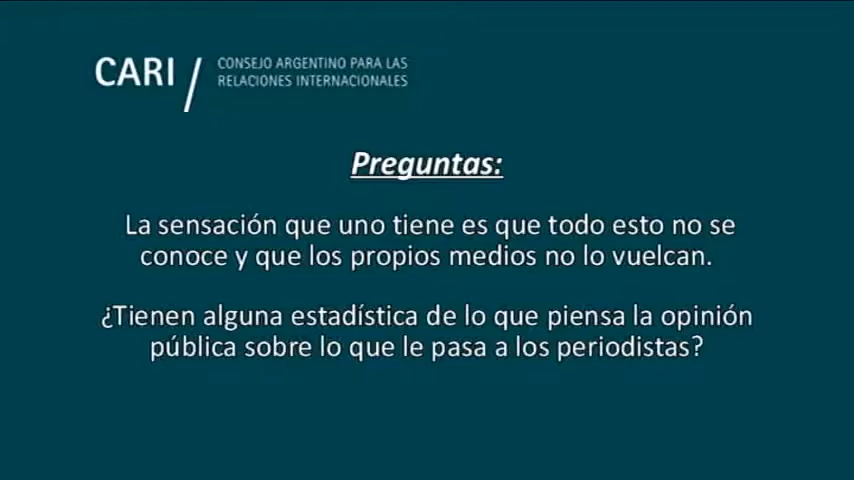 CARI /
CONSEJO ARGENTINO PARA LAS
RELACIONES INTERNACIONALES
Preguntas:
La sensación que uno tiene es que todo esto no se
conoce y que los propios medios no lo vuelcan.
¿Tienen alguna estadística de lo que piensa la opinión
pública sobre lo que le pasa a los periodistas?